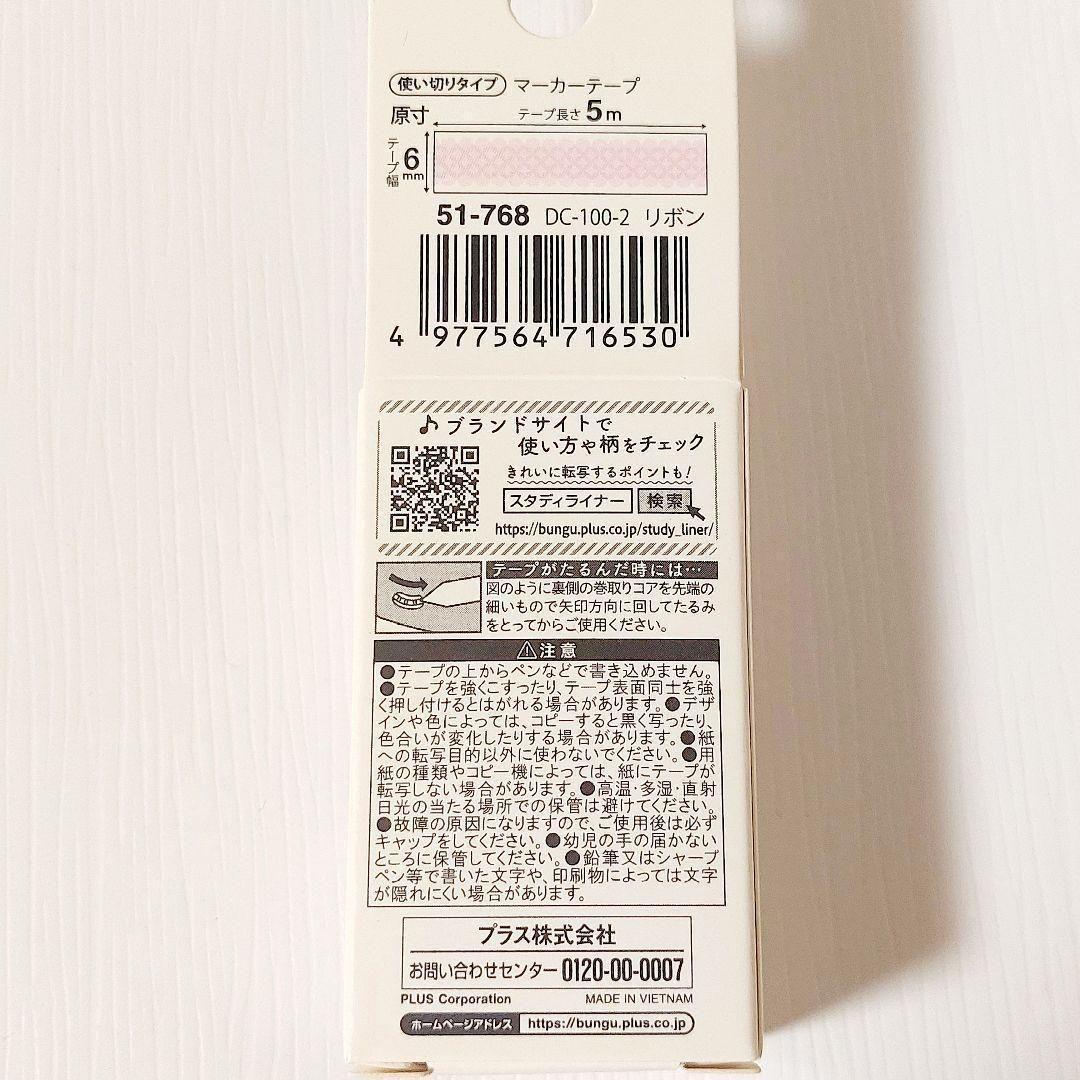 使い切りタイプ マーカーテープ
原寸 テープ長さ 5m
テープ幅 6mm
51-768 DC-100-2 リボン
4 977564 716530
♪ブランドサイトで
使い方や柄をチェック
きれいに転写するポイントも!
スタディライナー 検索
https://bungu.plus.co.jp/study_liner/
テープがたるんだ時には…
図のように裏側の巻取りコアを先端の
細いもので矢印方向に回してたるみ
をとってからご使用ください。
⚠注意
●テープの上からペンなどで書き込めません。
●テープを強くこすったり、テープ表面同士を強
く押し付けるとはがれる場合があります。●デザ
インや色によっては、コピーすると黒く写ったり、
色合いが変化したりする場合があります。●紙
への転写目的以外に使わないでください。●用
紙の種類やコピー機によっては、紙にテープが
転写しない場合があります。●高温・多湿・直射
日光の当たる場所での保管は避けてください。
●故障の原因になりますので、ご使用後は必ず
キャップをしてください。●幼児の手の届かない
ところに保管してください。●鉛筆又はシャープ
ペン等で書いた文字や、印刷物によっては文字
が隠れにくい場合があります。
プラス株式会社
お問い合わせセンター 0120-00-0007
PLUS Corporation MADE IN VIETNAM
ホームページアドレス https://bungu.plus.co.jp